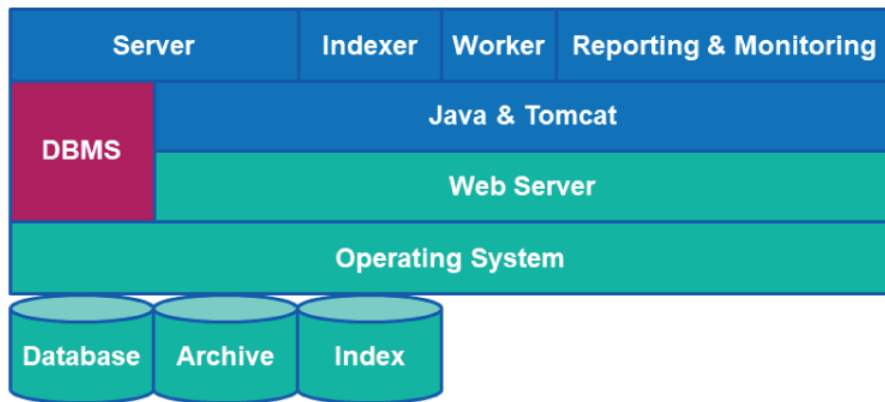 Server Indexer Worker Reporting & Monitoring
DBMS
Java & Tomcat
Web Server
Operating System
Database Archive Index